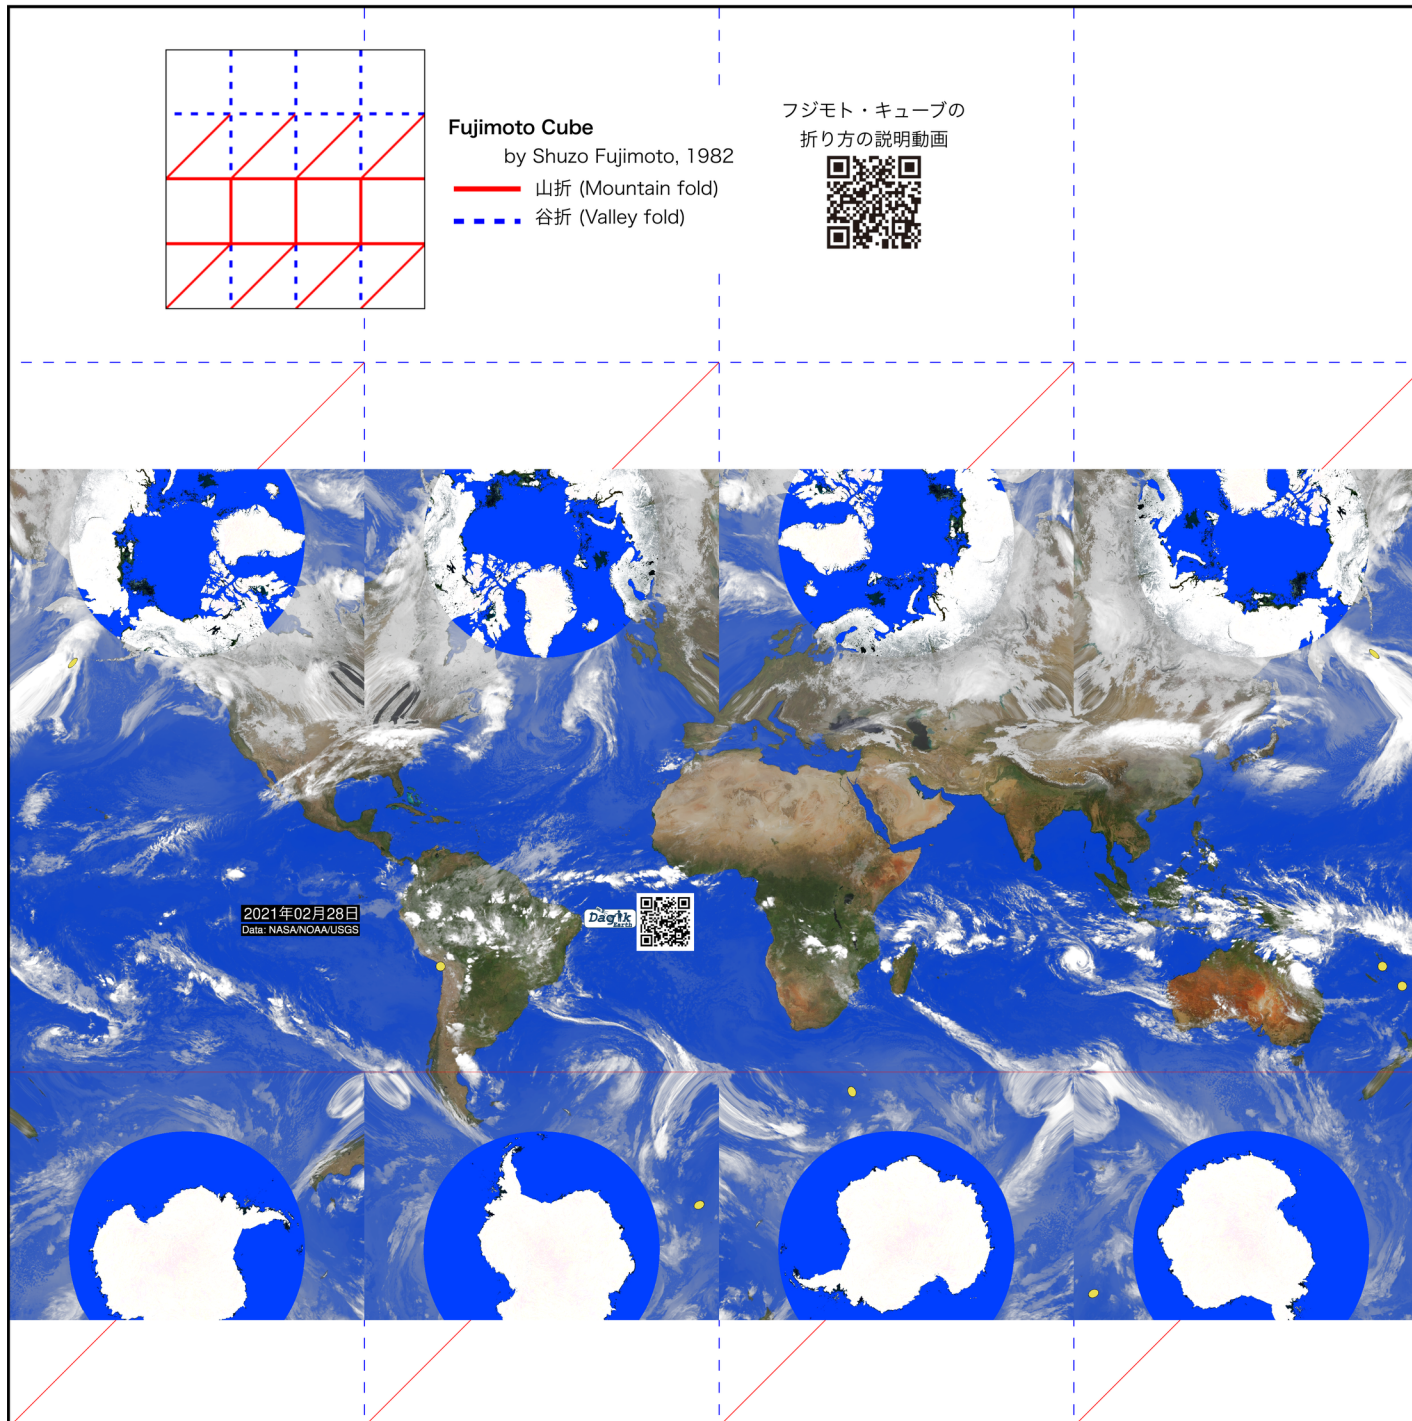 Fujimoto Cube
by Shuzo Fujimoto, 1982
山折 (Mountain fold)
谷折 (Valley fold)
フジモト・キューブの
折り方の説明動画
2021年02月28日
Data: NASA/NOAA/USGS
Dagik
Earth